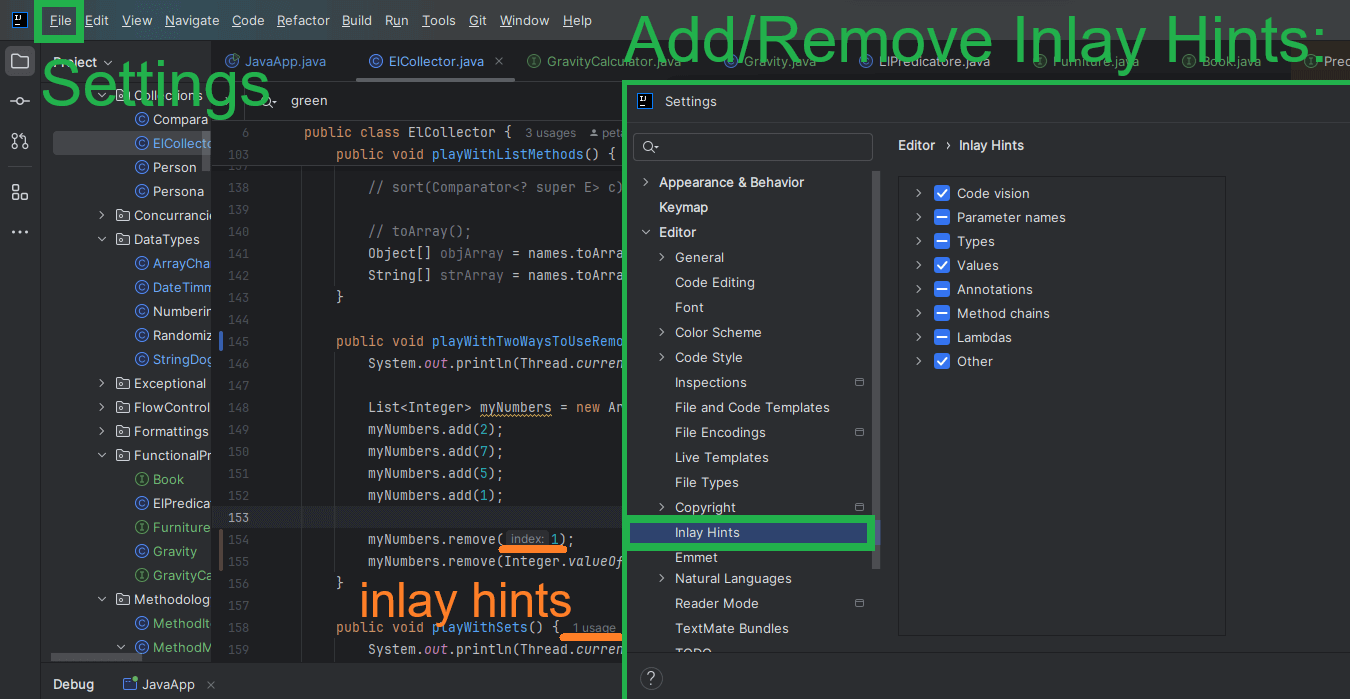 File Edit View Navigate Code Refactor Build Run Tools Git Window Help
Add/Remove Inlay Hints:
Settings
Project
JavaApp.java ElCollector.java GravityCalculator.java Gravity.java ElPredicatore.java Furniture.java Book.java Prec
Collections
Compara
ElCollecto
Person
Persona
Concurrancie
DataTypes
ArrayCha
DateTimm
Numberin
Randomiz
StringDog
Exceptional
FlowControl
Formattings
FunctionalPr
Book
ElPredica
Furniture
Gravity
GravityCa
Methodology
MethodIt
MethodM
green
6 public class ElCollector { 3 usages peta
103 public void playWithListMethods() {
137
138 // sort(Comparator<? super E> c)
139
140 // toArray();
141 Object[] objArray = names.toArra
142 String[] strArray = names.toArra
143 }
144
145 public void playWithTwoWaysToUseRemo
146 System.out.println(Thread.curren
147
148 List<Integer> myNumbers = new Ar
149 myNumbers.add(2);
150 myNumbers.add(7);
151 myNumbers.add(5);
152 myNumbers.add(1);
153
154 myNumbers.remove( index: 1);
155 myNumbers.remove(Integer.valueOf
156 }
157
inlay hints
158 public void playWithSets() { 1 usage
159 System.out.println(Thread.curren
Settings
Appearance & Behavior
Keymap
Editor
General
Code Editing
Font
Color Scheme
Code Style
Inspections
File and Code Templates
File Encodings
Live Templates
File Types
Copyright
Inlay Hints
Emmet
Natural Languages
Reader Mode
TextMate Bundles
TODO
Editor › Inlay Hints
Code vision
Parameter names
Types
Values
Annotations
Method chains
Lambdas
Other
?
Debug JavaApp